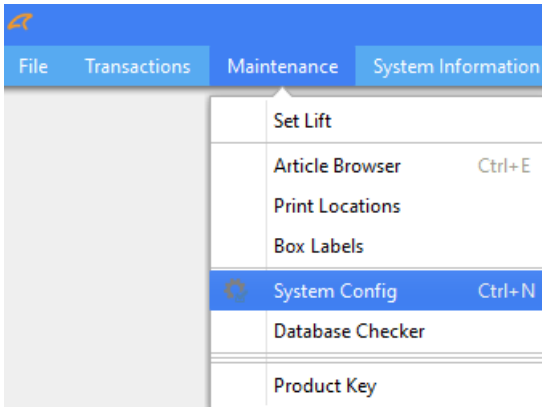 File Transactions Maintenance System Information
Set Lift
Article Browser Ctrl+E
Print Locations
Box Labels
System Config Ctrl+N
Database Checker
Product Key